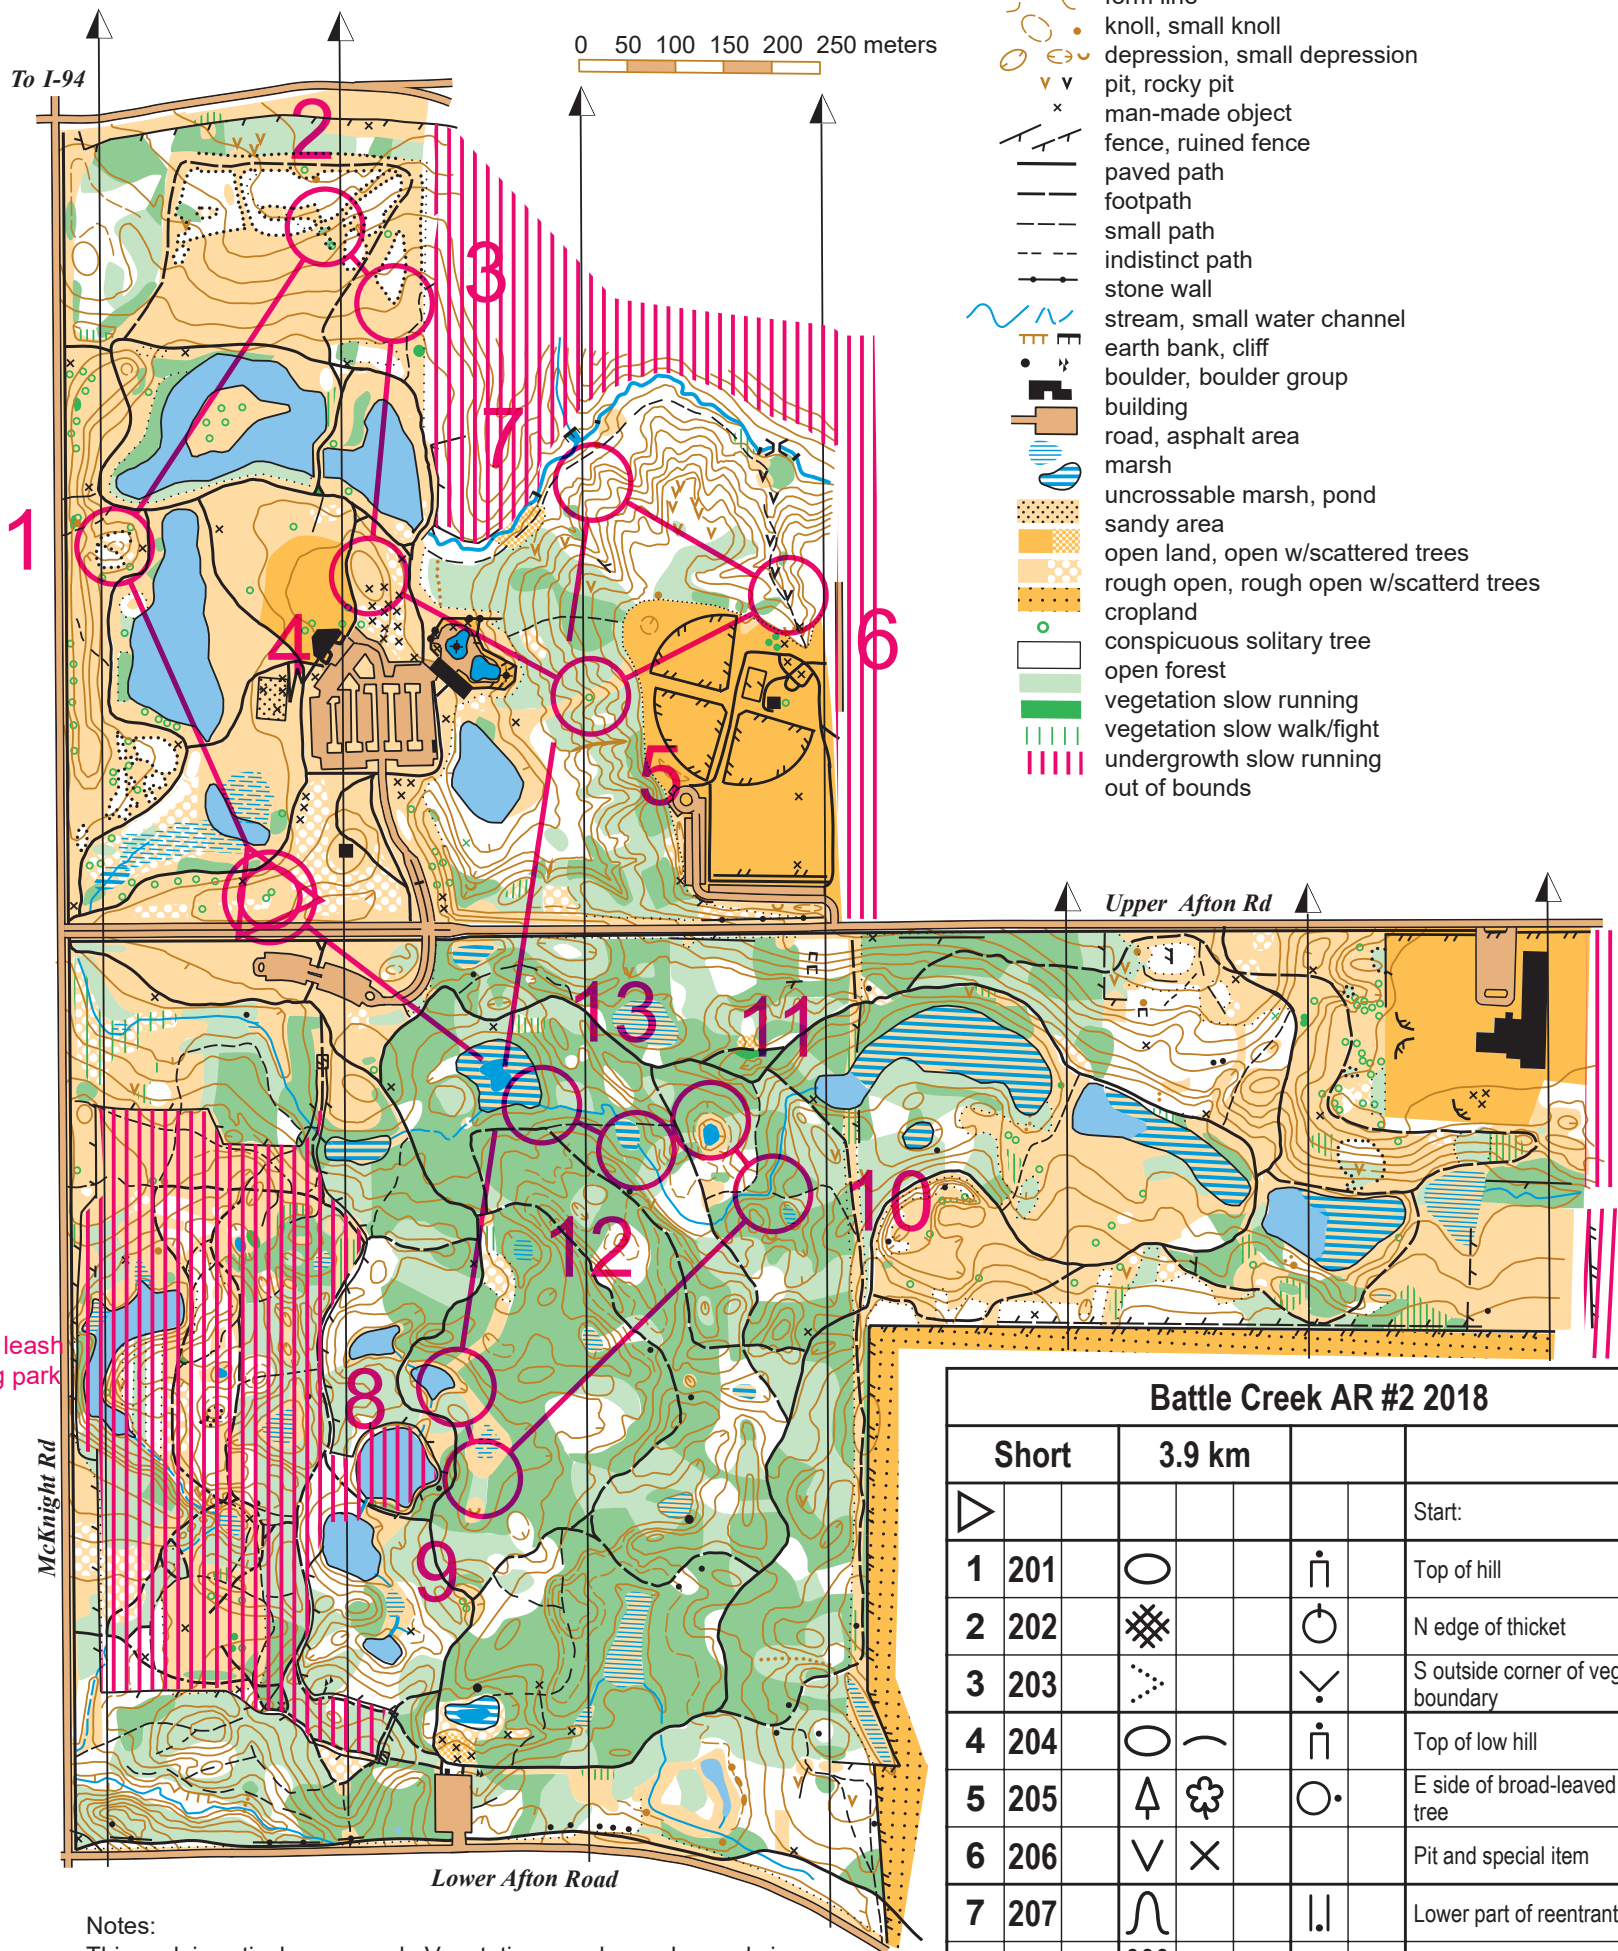 To I-94
0 50 100 150 200 250 meters
form line
knoll, small knoll
depression, small depression
pit, rocky pit
man-made object
fence, ruined fence
paved path
footpath
small path
indistinct path
stone wall
stream, small water channel
earth bank, cliff
boulder, boulder group
building
road, asphalt area
marsh
uncrossable marsh, pond
sandy area
open land, open w/scattered trees
rough open, rough open w/scatterd trees
cropland
conspicuous solitary tree
open forest
vegetation slow running
vegetation slow walk/fight
undergrowth slow running
out of bounds
2
3
7
1
4
6
5
Upper Afton Rd
13
11
10
12
leash
park
8
McKnight Rd
9
Lower Afton Road
Battle Creek AR #2 2018
Short 3.9 km
Start:
1 201 Top of hill
2 202 N edge of thicket
3 203 S outside corner of veg
boundary
4 204 Top of low hill
5 205 E side of broad-leaved
tree
6 206 Pit and special item
7 207 Lower part of reentrant
Notes: